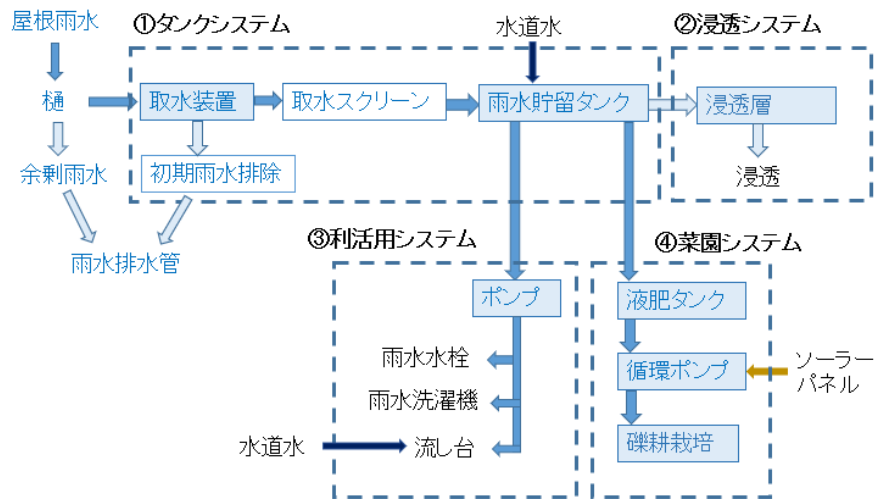 屋根雨水
①タンクシステム
水道水
②浸透システム
樋
取水装置
取水スクリーン
雨水貯留タンク
浸透層
余剰雨水
初期雨水排除
浸透
雨水排水管
③利活用システム
④菜園システム
ポンプ
液肥タンク
雨水水栓
循環ポンプ
ソーラー
パネル
雨水洗濯機
水道水
流し台
礫耕栽培